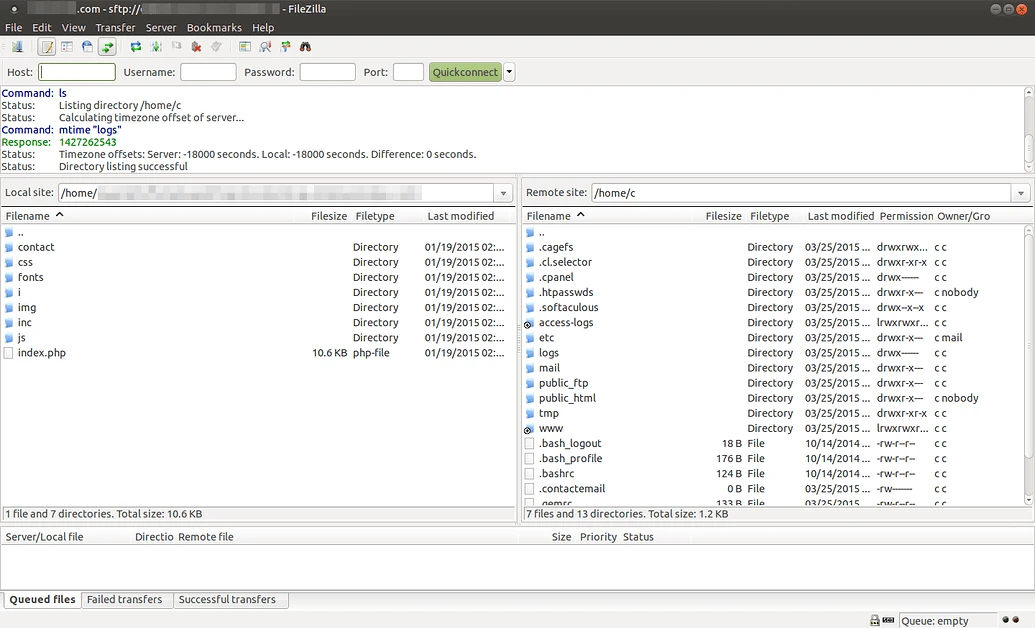 .com - sftp:// - FileZilla
File Edit View Transfer Server Bookmarks Help
Host: Username: Password: Port: Quickconnect
Command: ls
Status: Listing directory /home/c
Status: Calculating timezone offset of server...
Command: mtime "logs"
Response: 1427262543
Status: Timezone offsets: Server: -18000 seconds. Local: -18000 seconds. Difference: 0 seconds.
Status: Directory listing successful
Local site: /home/
Filename Filesize Filetype Last modified
..
contact Directory 01/19/2015 02:...
css Directory 01/19/2015 02:...
fonts Directory 01/19/2015 02:...
i Directory 01/19/2015 02:...
img Directory 01/19/2015 02:...
inc Directory 01/19/2015 02:...
js Directory 01/19/2015 02:...
index.php 10.6 KB php-file 01/19/2015 02:...
1 file and 7 directories. Total size: 10.6 KB
Remote site: /home/c
Filename Filesize Filetype Last modified Permission Owner/Gro
..
.cagefs Directory 03/25/2015 ... drwxrwx... c c
.cl.selector Directory 03/25/2015 ... drwxr-xr-x c c
.cpanel Directory 03/25/2015 ... drwx------ c c
.htpasswds Directory 03/25/2015 ... drwxr-x--- c nobody
.softaculous Directory 03/25/2015 ... drwx--x--x c c
access-logs Directory 03/25/2015 ... lrwxrwxr... c c
etc Directory 03/25/2015 ... drwxr-x--- c mail
logs Directory 03/25/2015 ... drwx------ c c
mail Directory 03/25/2015 ... drwxr-x--- c c
public_ftp Directory 03/25/2015 ... drwxr-x--- c c
public_html Directory 03/25/2015 ... drwxr-x--- c nobody
tmp Directory 03/25/2015 ... drwxr-xr-x c c
www Directory 03/25/2015 ... lrwxrwxr... c c
.bash_logout 18 B File 10/14/2014 ... -rw-r--r-- c c
.bash_profile 176 B File 10/14/2014 ... -rw-r--r-- c c
.bashrc 124 B File 10/14/2014 ... -rw-r--r-- c c
.contactemail 0 B File 03/25/2015 ... -rw------- c c
.gemrc 133 B File 03/25/2015 ... -rw-r--r-- c c
7 files and 13 directories. Total size: 1.2 KB
Server/Local file Directio Remote file Size Priority Status
Queued files Failed transfers Successful transfers
Queue: empty